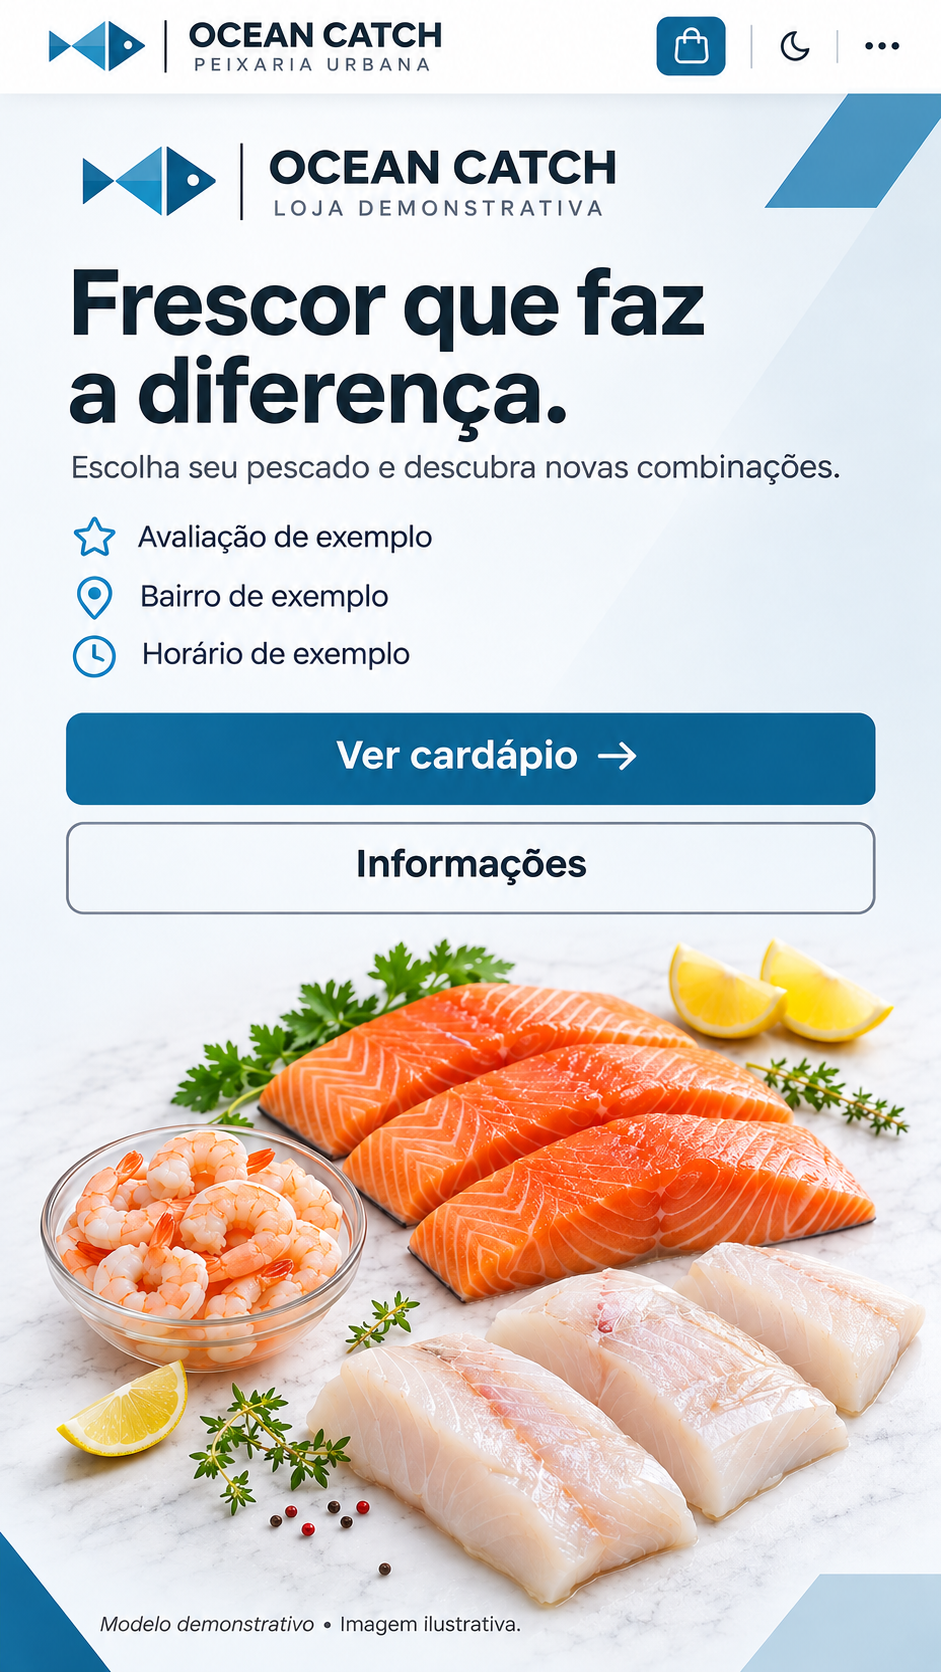 OCEAN CATCH
PEIXARIA URBANA
OCEAN CATCH
LOJA DEMONSTRATIVA
Frescor que faz
a diferença.
Escolha seu pescado e descubra novas combinações.
Avaliação de exemplo
Bairro de exemplo
Horário de exemplo
Ver cardápio →
Informações
Modelo demonstrativo • Imagem ilustrativa.